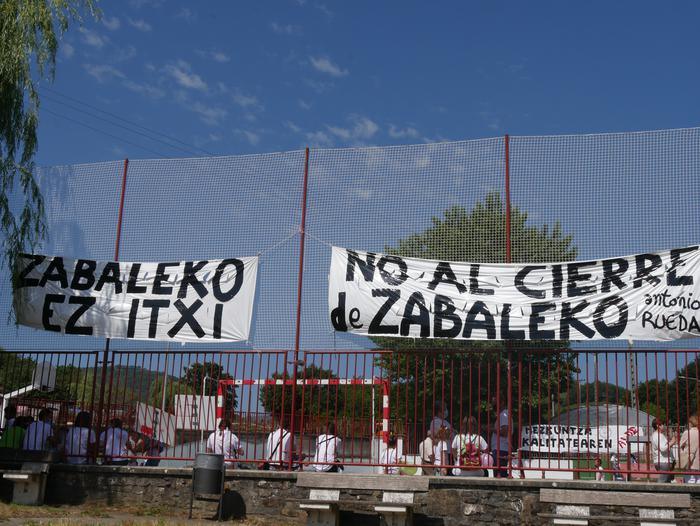 ZABALEKO
EZ ITXI
NO AL CIERRE
de ZABALEKO
antonio
RUEDA
HEZKUNTZA
KALITATEAREN